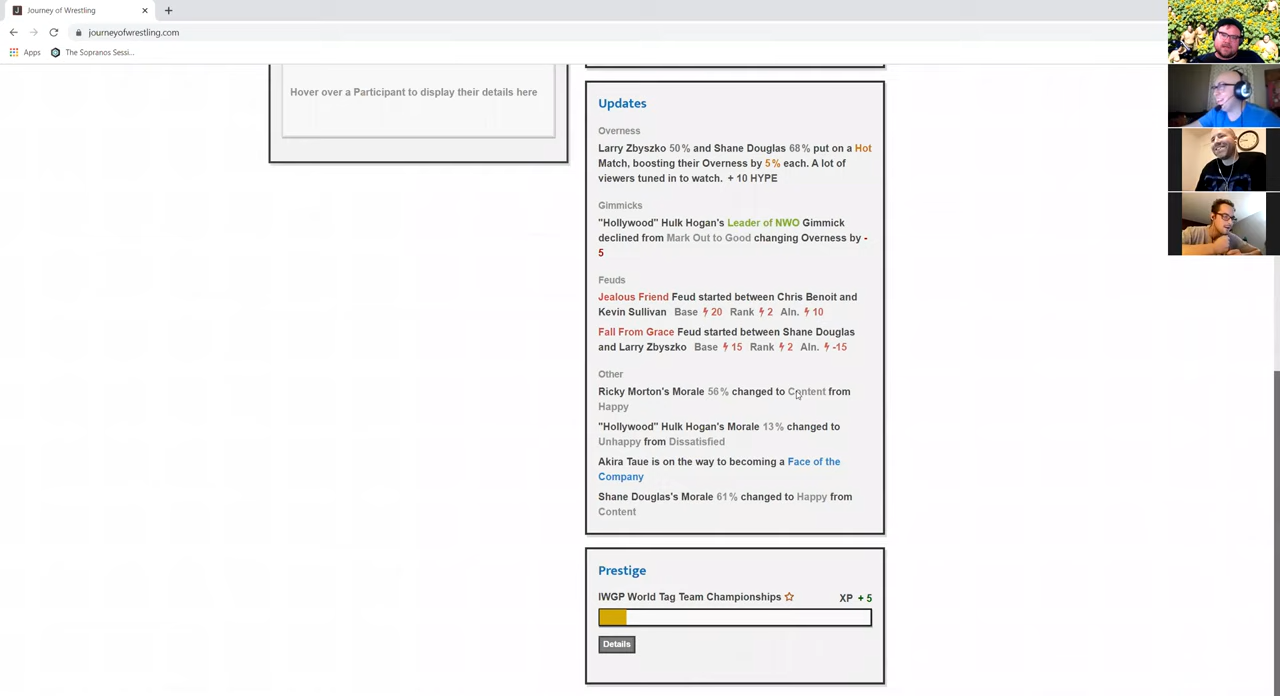 Journey of Wrestling
journeyofwrestling.com
Apps
The Sopranos Sessi...
Hover over a Participant to display their details here
Updates
Overness
Larry Zbyszko 50% and Shane Douglas 68% put on a Hot
Match, boosting their Overness by 5% each. A lot of
viewers tuned in to watch. + 10 HYPE
Gimmicks
"Hollywood" Hulk Hogan's Leader of NWO Gimmick
declined from Mark Out to Good changing Overness by -
5
Feuds
Jealous Friend Feud started between Chris Benoit and
Kevin Sullivan Base 20 Rank 2 Aln. 10
Fall From Grace Feud started between Shane Douglas
and Larry Zbyszko Base 15 Rank 2 Aln. -15
Other
Ricky Morton's Morale 56% changed to Content from
Happy
"Hollywood" Hulk Hogan's Morale 13% changed to
Unhappy from Dissatisfied
Akira Taue is on the way to becoming a Face of the
Company
Shane Douglas's Morale 61% changed to Happy from
Content
Prestige
IWGP World Tag Team Championships XP + 5
Details